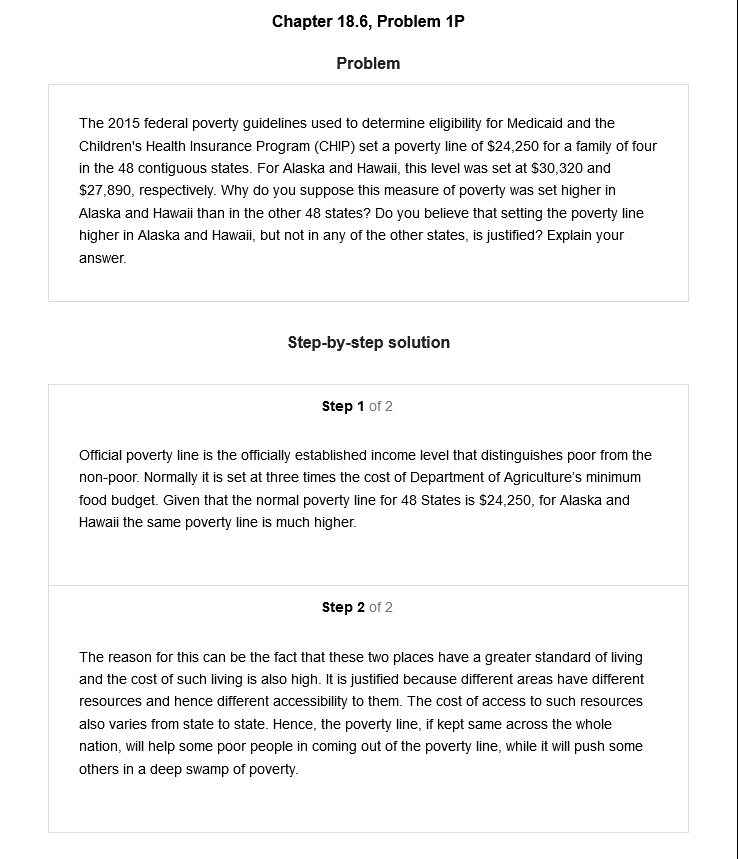 Chapter 18.6, Problem 1P
Problem
The 2015 federal poverty guidelines used to determine eligibility for Medicaid and the
Children's Health Insurance Program (CHIP) set a poverty line of $24,250 for a family of four
in the 48 contiguous states. For Alaska and Hawaii, this level was set at $30,320 and
$27,890, respectively. Why do you suppose this measure of poverty was set higher in
Alaska and Hawaii than in the other 48 states? Do you believe that setting the poverty line
higher in Alaska and Hawaii, but not in any of the other states, is justified? Explain your
answer.
Step-by-step solution
Step 1 of 2
Official poverty line is the officially established income level that distinguishes poor from the
non-poor. Normally it is set at three times the cost of Department of Agriculture's minimum
food budget. Given that the normal poverty line for 48 States is $24,250, for Alaska and
Hawaii the same poverty line is much higher.
Step 2 of 2
The reason for this can be the fact that these two places have a greater standard of living
and the cost of such living is also high. It is justified because different areas have different
resources and hence different accessibility to them. The cost of access to such resources
also varies from state to state. Hence, the poverty line, if kept same across the whole
nation, will help some poor people in coming out of the poverty line, while it will push some
others in a deep swamp of poverty.